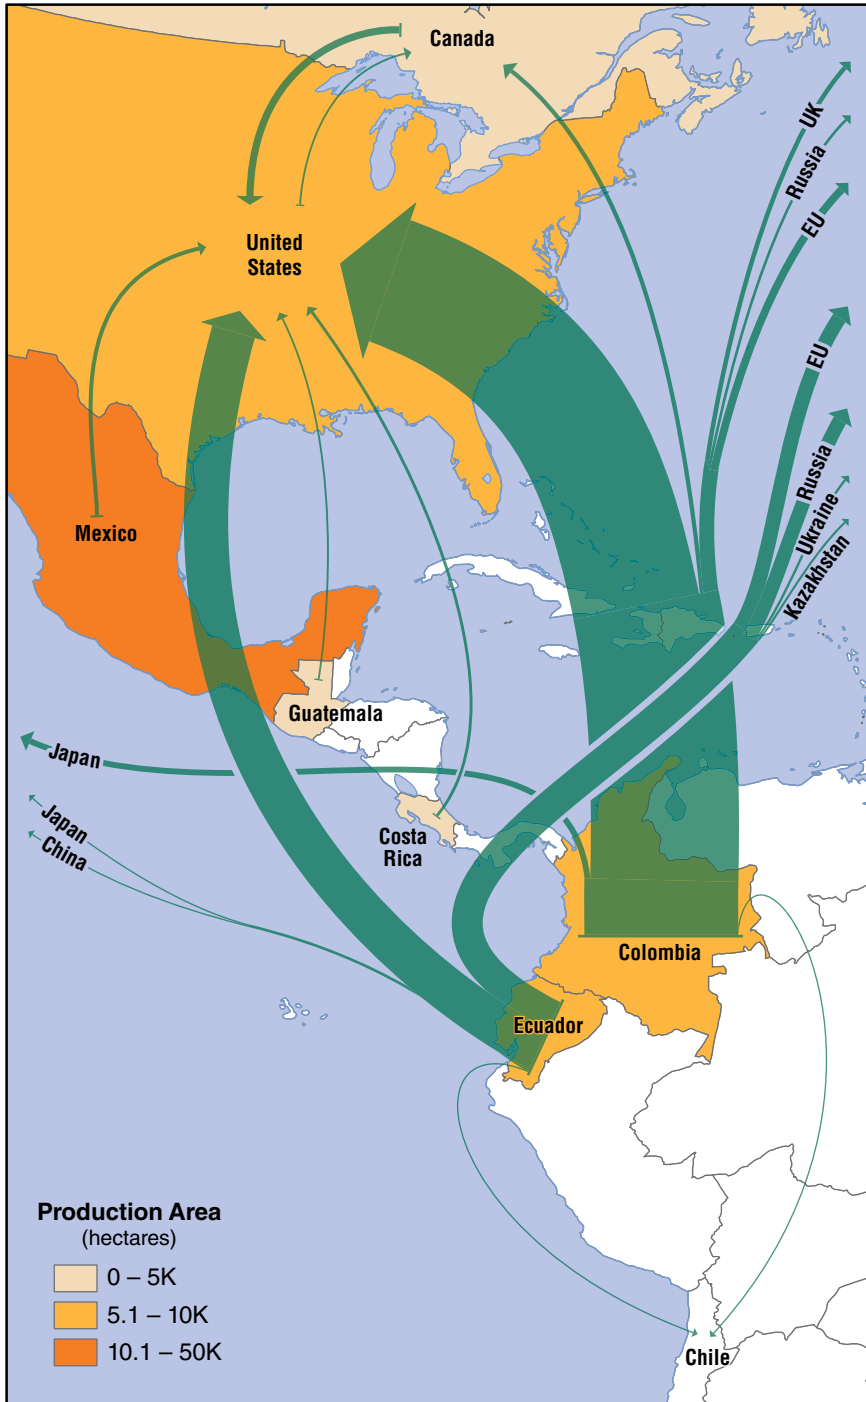 Canada
UK
Russia
EU
United
States
EU
Russia
Ukraine
Kazakhstan
Mexico
Guatemala
Japan
Japan
China
Costa
Rica
Colombia
Ecuador
Production Area
(hectares)
0 – 5K
5.1 – 10K
10.1 – 50K
Chile